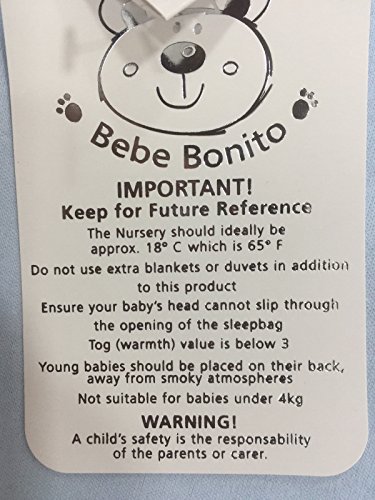 Bebe Bonito
IMPORTANT!
Keep for Future Reference
The Nursery should ideally be
approx. 18° C which is 65° F
Do not use extra blankets or duvets in addition
to this product
Ensure your baby's head cannot slip through
the opening of the sleepbag
Tog (warmth) value is below 3
Young babies should be placed on their back,
away from smoky atmospheres
Not suitable for babies under 4kg
WARNING!
A child's safety is the responsability
of the parents or carer.